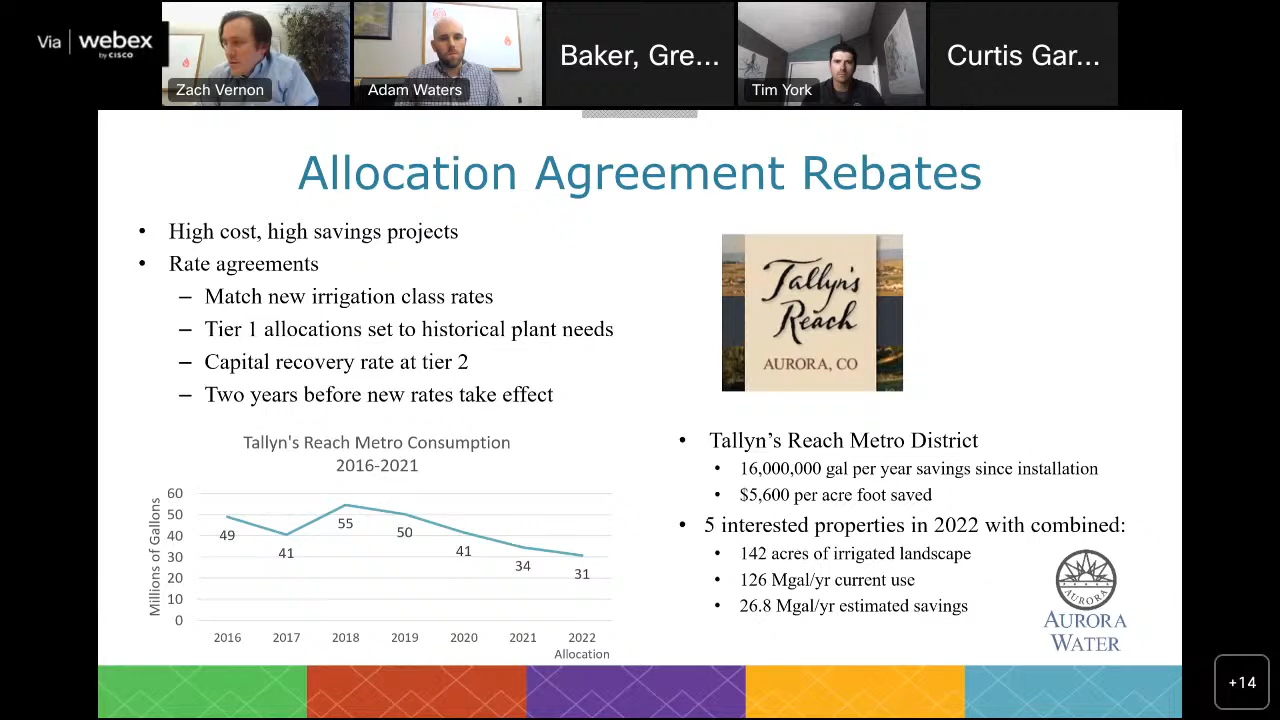 Via webex
by CISCO
Zach Vernon
Adam Waters
Baker, Gre...
Tim York
Curtis Gar...
Allocation Agreement Rebates
• High cost, high savings projects
• Rate agreements
– Match new irrigation class rates
– Tier 1 allocations set to historical plant needs
– Capital recovery rate at tier 2
– Two years before new rates take effect
Tallyn's
Reach
AURORA, CO
Tallyn's Reach Metro Consumption
2016-2021
Millions of Gallons
60
50
40
30
20
10
0
49
41
55
50
41
34
31
2016 2017 2018 2019 2020 2021 2022
Allocation
• Tallyn’s Reach Metro District
• 16,000,000 gal per year savings since installation
• $5,600 per acre foot saved
• 5 interested properties in 2022 with combined:
• 142 acres of irrigated landscape
• 126 Mgal/yr current use
• 26.8 Mgal/yr estimated savings
AURORA
AURORA
WATER
+14